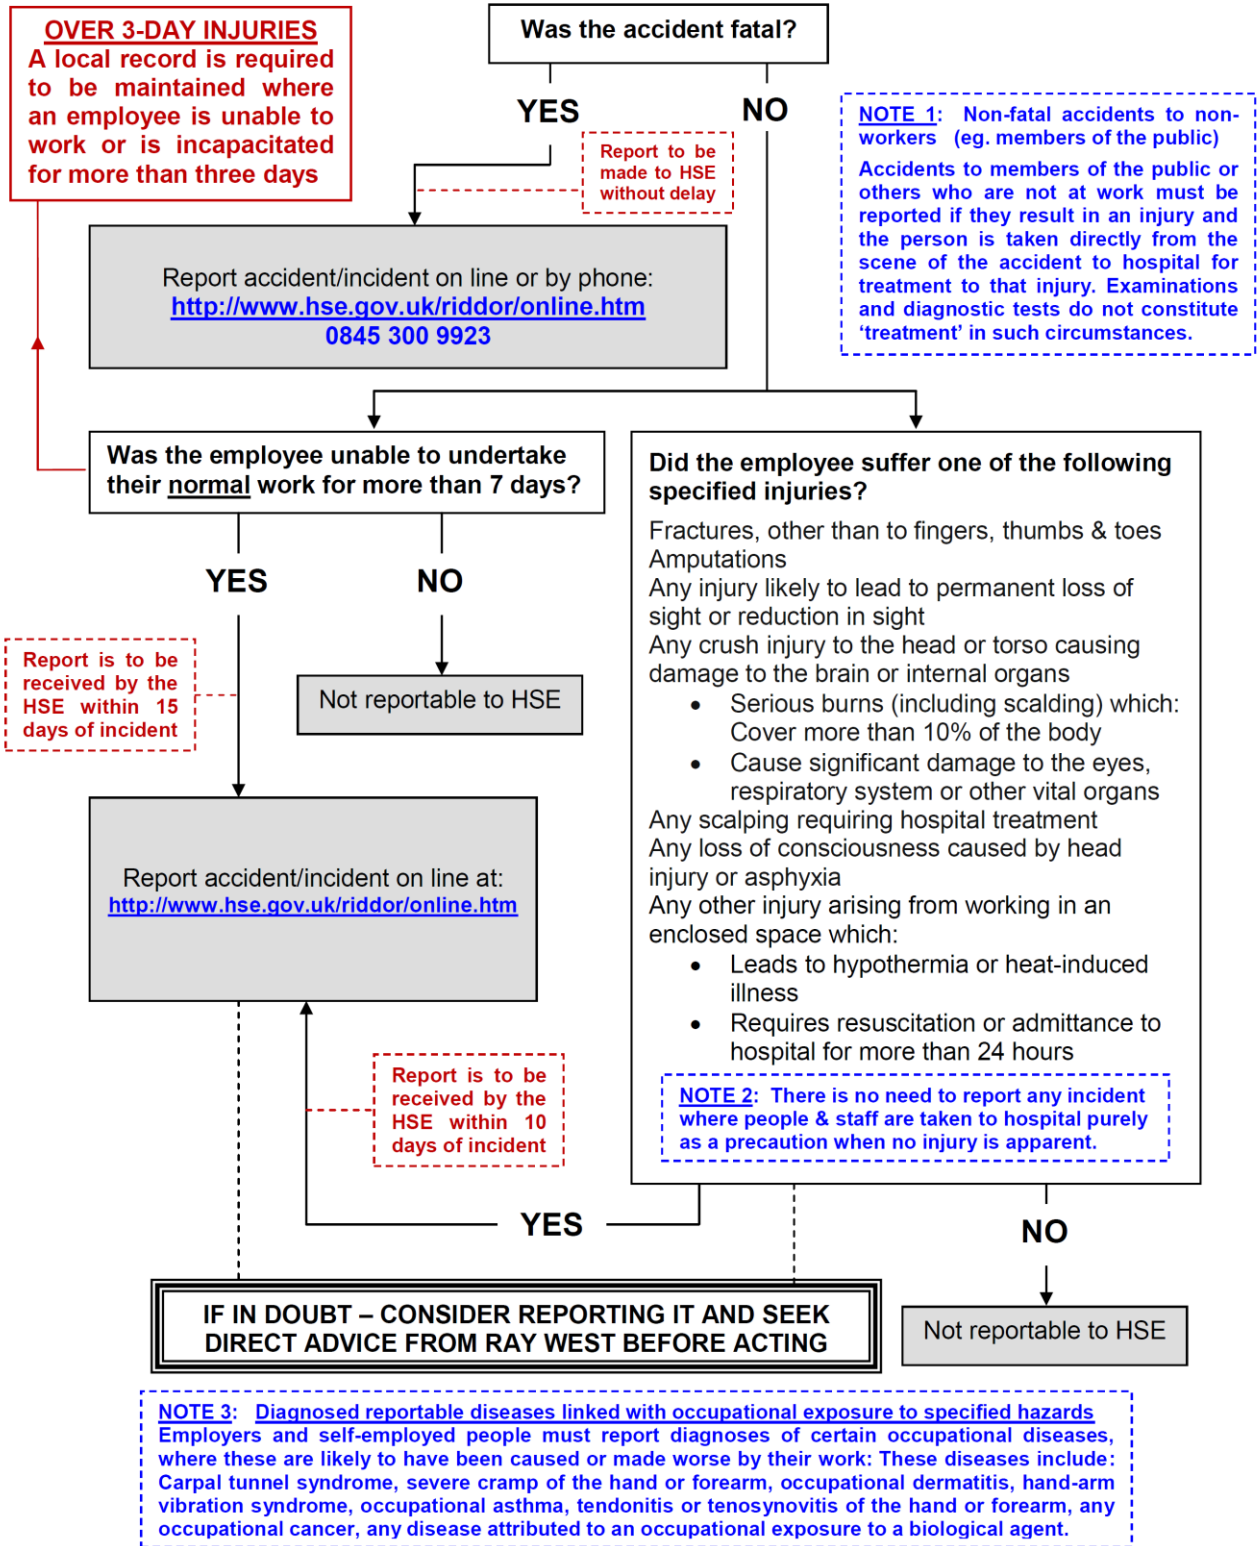 OVER 3-DAY INJURIES
A local record is required
to be maintained where
an employee is unable to
work or is incapacitated
for more than three days
Was the accident fatal?
YES
NO
Report to be
made to HSE
without delay
NOTE 1: Non-fatal accidents to non-
workers (eg. members of the public)
Accidents to members of the public or
others who are not at work must be
reported if they result in an injury and
the person is taken directly from the
scene of the accident to hospital for
treatment to that injury. Examinations
and diagnostic tests do not constitute
‘treatment’ in such circumstances.
Report accident/incident on line or by phone:
http://www.hse.gov.uk/riddor/online.htm
0845 300 9923
Was the employee unable to undertake
their normal work for more than 7 days?
YES
NO
Report is to be
received by the
HSE within 15
days of incident
Not reportable to HSE
Report accident/incident on line at:
http://www.hse.gov.uk/riddor/online.htm
Report is to be
received by the
HSE within 10
days of incident
Did the employee suffer one of the following
specified injuries?
Fractures, other than to fingers, thumbs & toes
Amputations
Any injury likely to lead to permanent loss of
sight or reduction in sight
Any crush injury to the head or torso causing
damage to the brain or internal organs
• Serious burns (including scalding) which:
Cover more than 10% of the body
• Cause significant damage to the eyes,
respiratory system or other vital organs
Any scalping requiring hospital treatment
Any loss of consciousness caused by head
injury or asphyxia
Any other injury arising from working in an
enclosed space which:
• Leads to hypothermia or heat-induced
illness
• Requires resuscitation or admittance to
hospital for more than 24 hours
NOTE 2: There is no need to report any incident
where people & staff are taken to hospital purely
as a precaution when no injury is apparent.
YES
NO
IF IN DOUBT – CONSIDER REPORTING IT AND SEEK
DIRECT ADVICE FROM RAY WEST BEFORE ACTING
Not reportable to HSE
NOTE 3: Diagnosed reportable diseases linked with occupational exposure to specified hazards
Employers and self-employed people must report diagnoses of certain occupational diseases,
where these are likely to have been caused or made worse by their work: These diseases include:
Carpal tunnel syndrome, severe cramp of the hand or forearm, occupational dermatitis, hand-arm
vibration syndrome, occupational asthma, tendonitis or tenosynovitis of the hand or forearm, any
occupational cancer, any disease attributed to an occupational exposure to a biological agent.